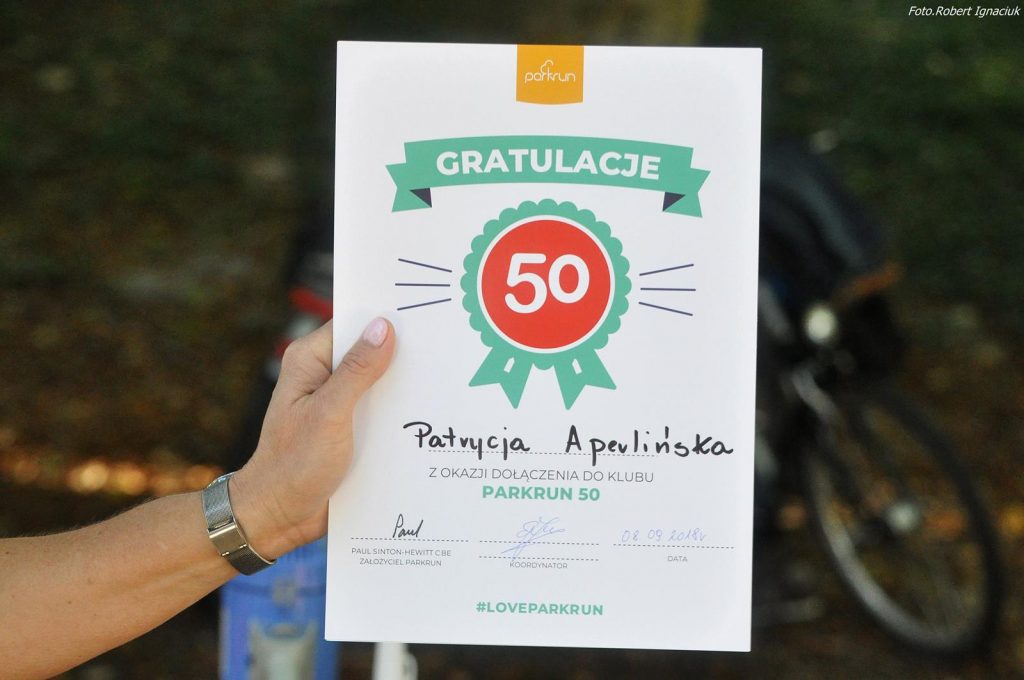 Foto.Robert Ignaciuk
parkrun
GRATULACJE
50
Patrycja Aperlińska
Z OKAZJI DOŁĄCZENIA DO KLUBU
PARKRUN 50
Paul
08.09.2018r
PAUL SINTON-HEWITT CBE
ZAŁOŻYCIEL PARKRUN
KOORDYNATOR
DATA
#LOVEPARKRUN